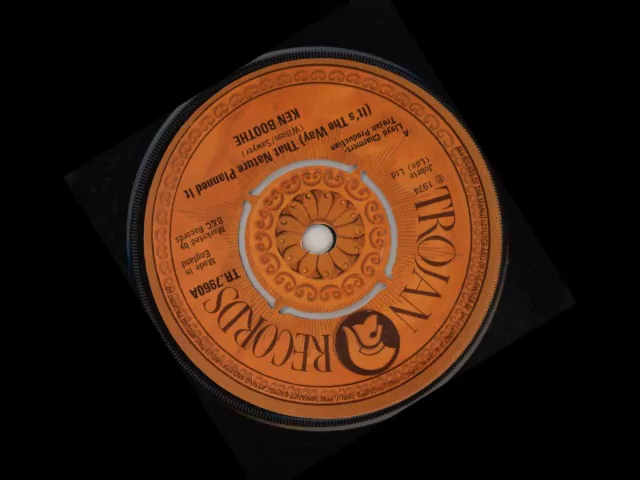 TROJAN RECORDS
TR.7960A
Made in
England
Marketed by
B&C Records
℗ 1974
Jobete
(Ldn) Ltd
A Lloyd Charmers-
Trojan Production
(It's The Way) That Nature Planned It
(Wilson/Sawyer)
KEN BOOTHE